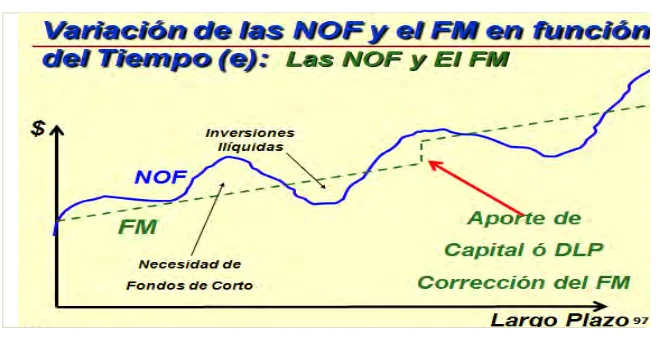 Variación de las NOF y el FM en función
del Tiempo (e): Las NOF y El FM
$
Inversiones
Ilíquidas
NOF
FM
Necesidad de
Fondos de Corto
Aporte de
Capital ó DLP
Corrección del FM
Largo Plazo 97